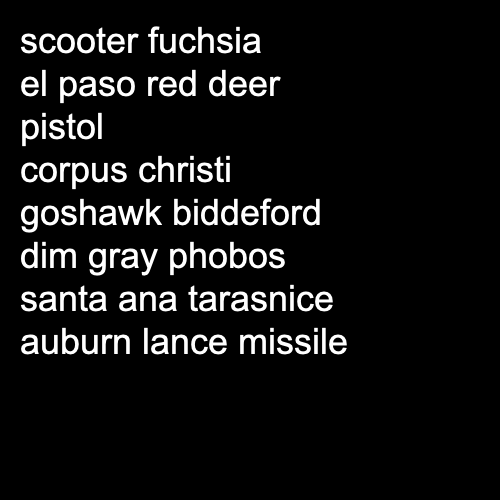 scooter fuchsia
el paso red deer
pistol
corpus christi
goshawk biddeford
dim gray phobos
santa ana tarasnice
auburn lance missile